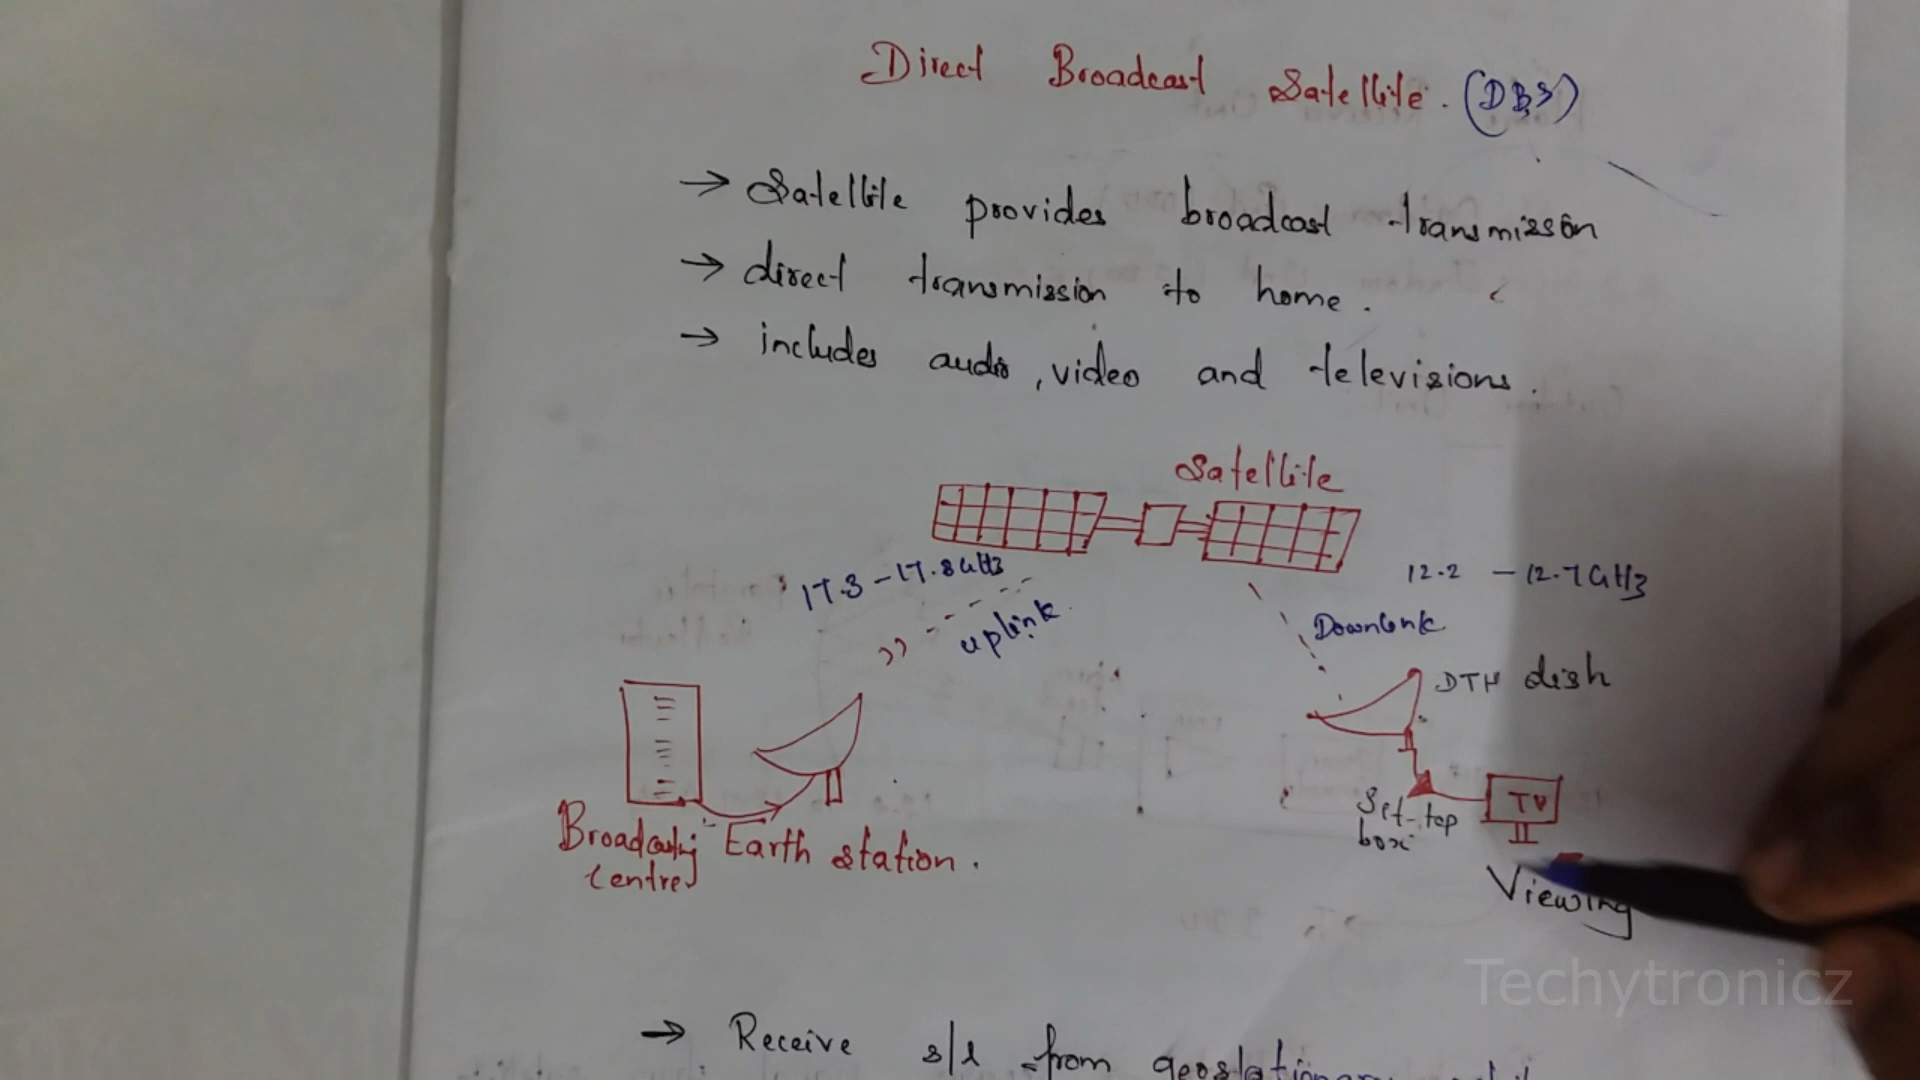 Direct Broadcast Satellite. (DBS)
→ Satellite provides broadcast transmission
→ direct transmission to home.
→ includes audio, video and televisions.
Satellite
17.3 - 17.8 GHz
uplink
12.2 - 12.7 GHz
Downlink
DTH dish
Set-top
box
TV
Broadcasting
Centre
Earth station.
Viewing
Techytronicz
→ Receive s/l from geostationary